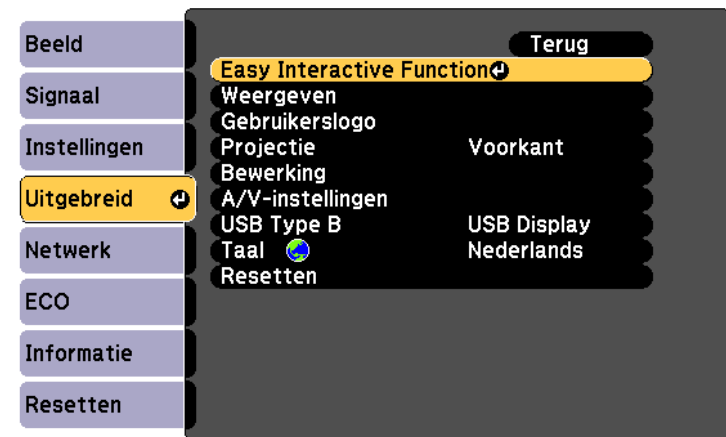 Beeld
Signaal
Instellingen
Uitgebreid
Netwerk
ECO
Informatie
Resetten
Terug
Easy Interactive Function
Weergeven
Gebruikerslogo
Projectie Voorkant
Bewerking
A/V-instellingen
USB Type B USB Display
Taal Nederlands
Resetten